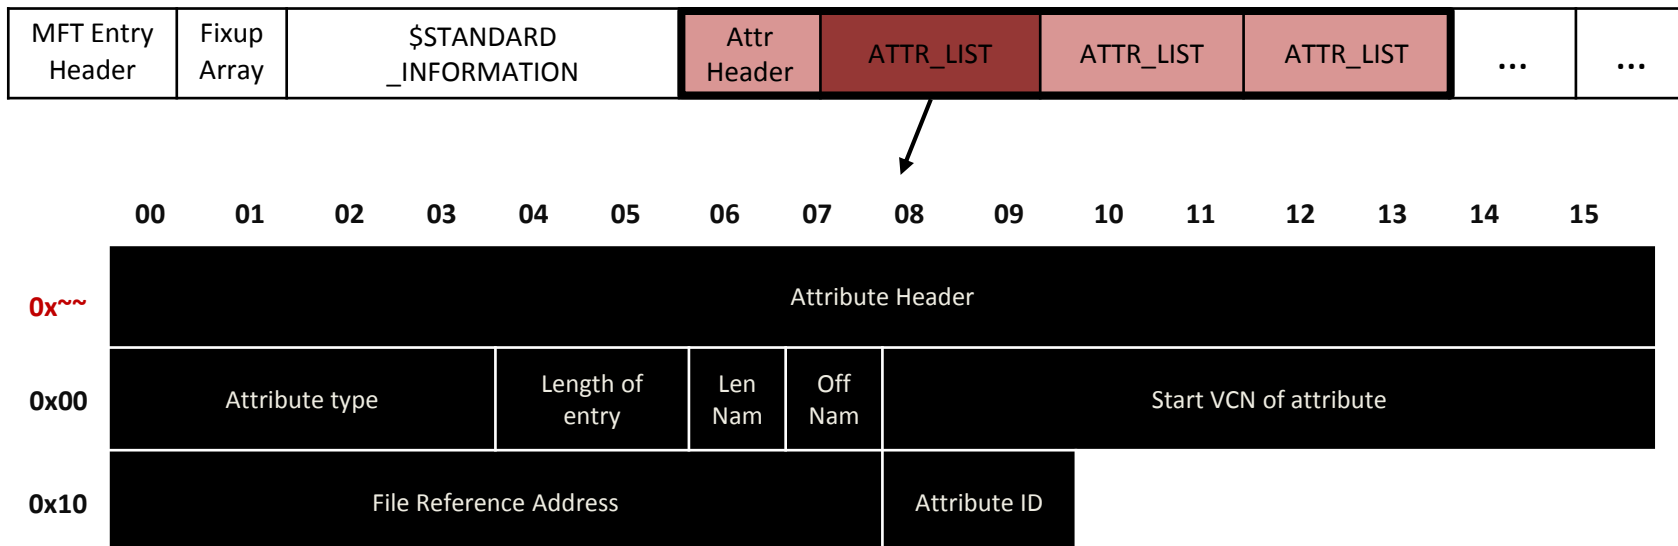 MFT Entry
Header
Fixup
Array
$STANDARD
_INFORMATION
Attr
Header
ATTR_LIST
ATTR_LIST
ATTR_LIST
...
...
00 01 02 03 04 05 06 07 08 09 10 11 12 13 14 15
0x~~
Attribute Header
0x00
Attribute type
Length of
entry
Len
Nam
Off
Nam
Start VCN of attribute
0x10
File Reference Address
Attribute ID